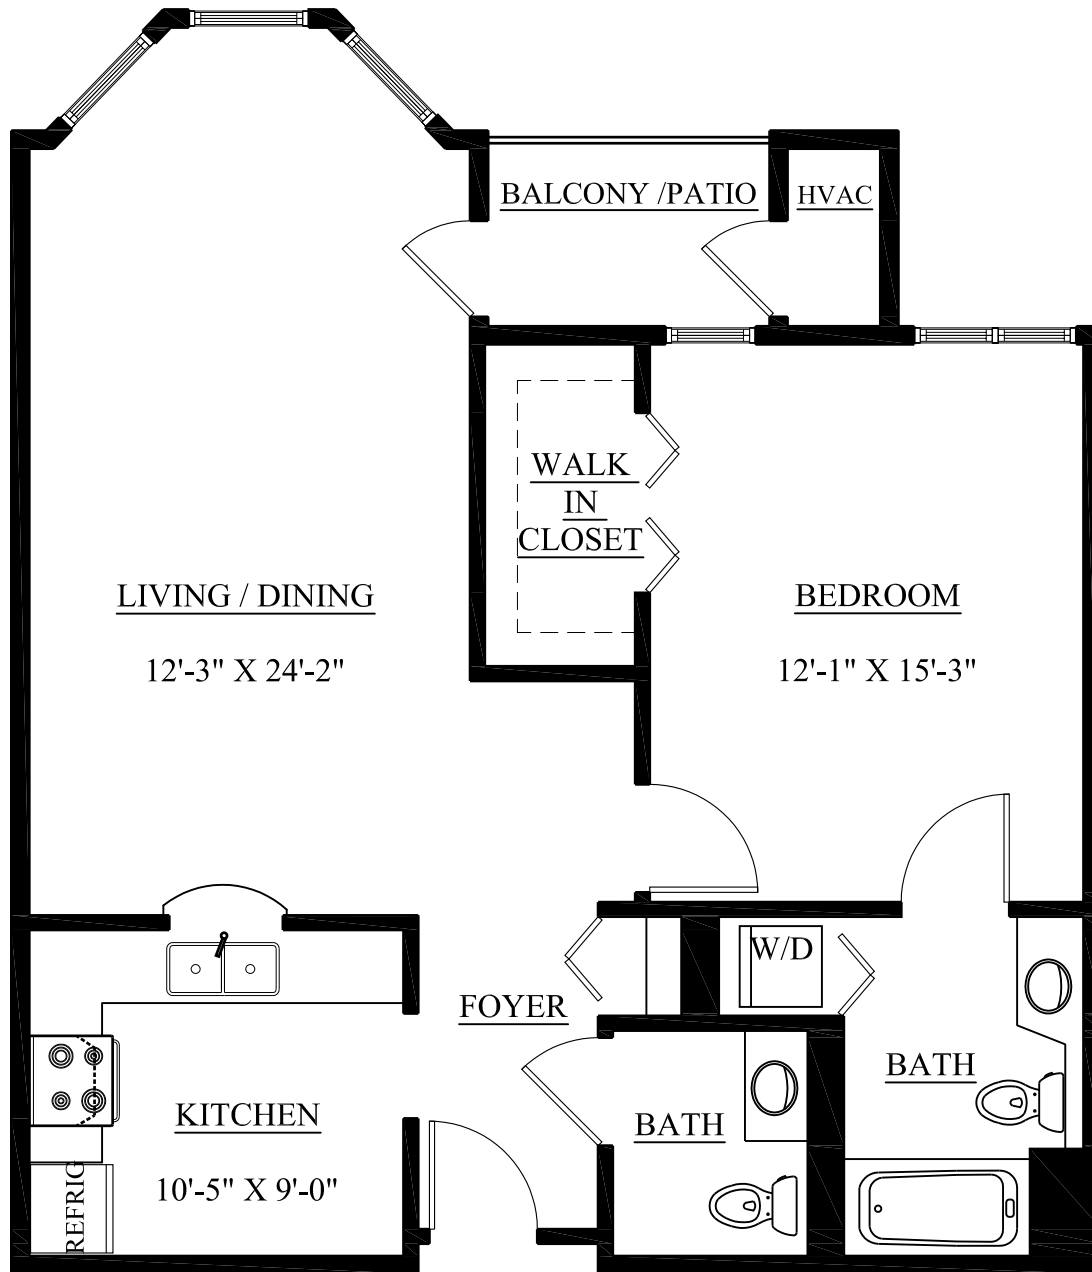 BALCONY /PATIO
HVAC
WALK
IN
CLOSET
LIVING / DINING
12'-3" X 24'-2"
BEDROOM
12'-1" X 15'-3"
W/D
FOYER
BATH
KITCHEN
BATH
10'-5" X 9'-0"
REFRIG